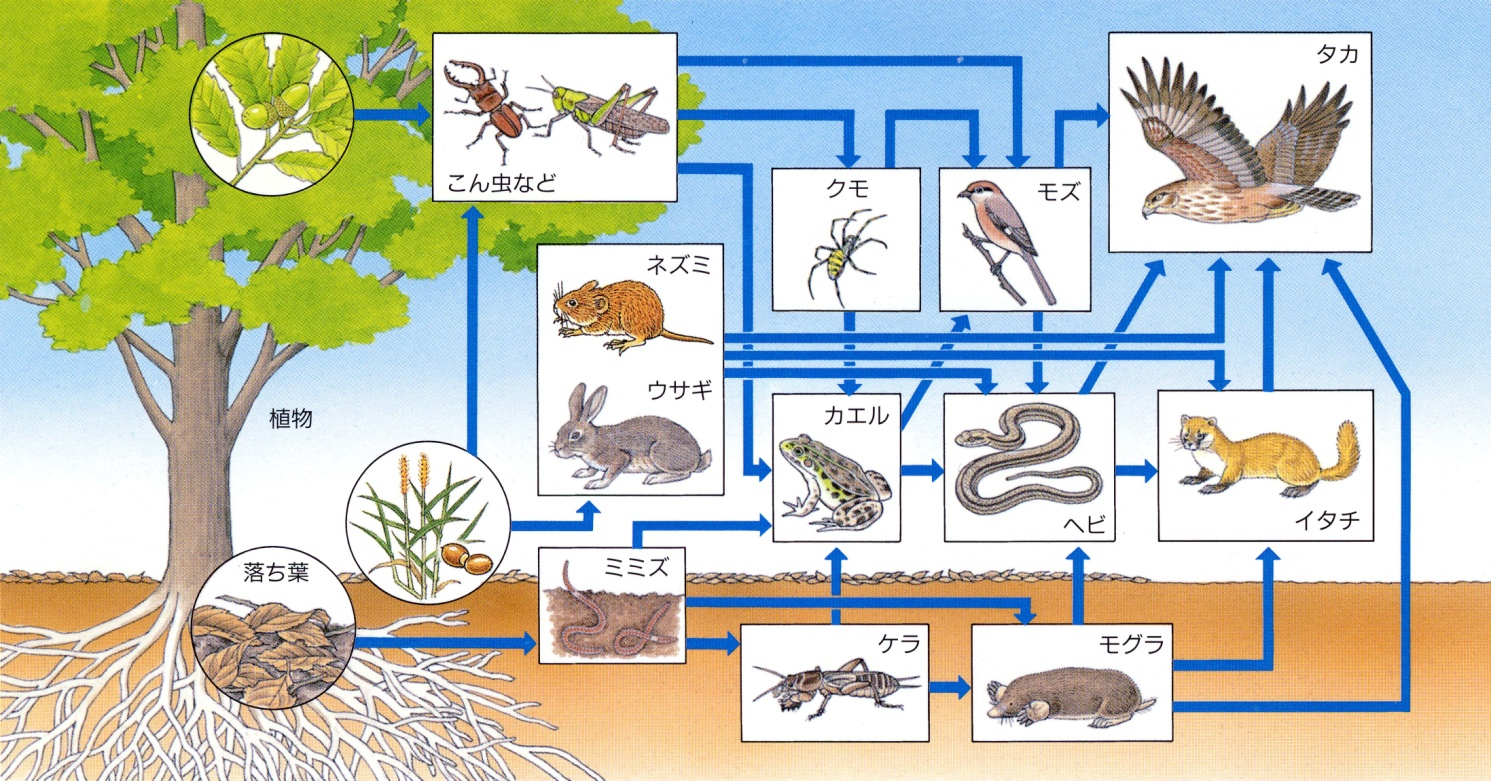 タカ
こん虫など
クモ
モズ
ネズミ
ウサギ
植物
カエル
ヘビ
イタチ
落ち葉
ミミズ
ケラ
モグラ